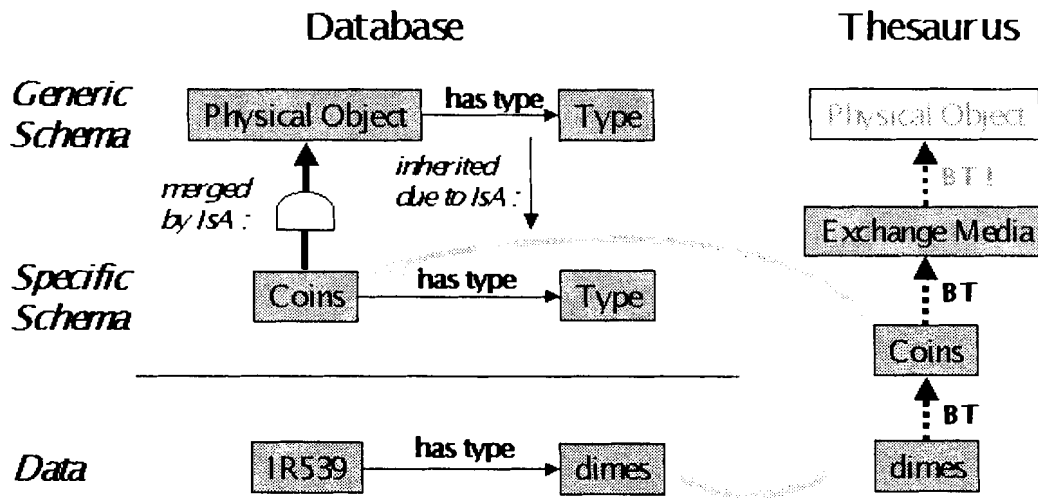 Database
Thesaurus
Generic
Schema
Physical Object
has type
Type
Physical Object
merged
by IsA :
inherited
due to IsA :
BT !
Exchange Media
Specific
Schema
Coins
has type
Type
BT
Coins
BT
Data
IR539
has type
dimes
dimes